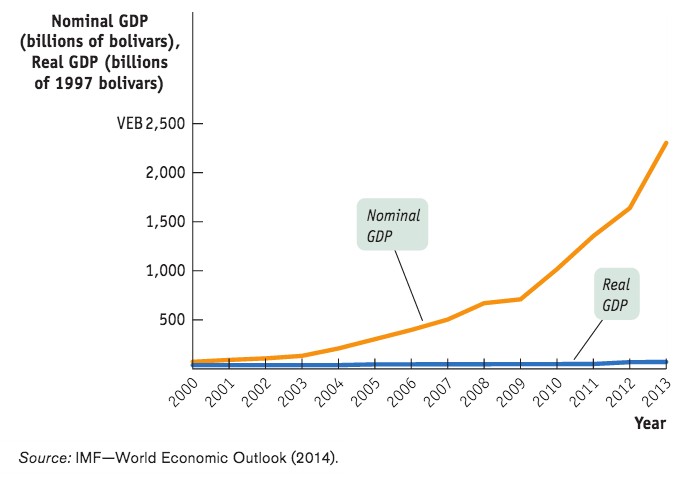 Nominal GDP
(billions of bolivars),
Real GDP (billions
of 1997 bolivars)
VEB 2,500
2,000
1,500
1,000
500
Nominal
GDP
Real
GDP
2000 2001 2002 2003 2004 2005 2006 2007 2008 2009 2010 2011 2012 2013
Year
Source: IMF—World Economic Outlook (2014).